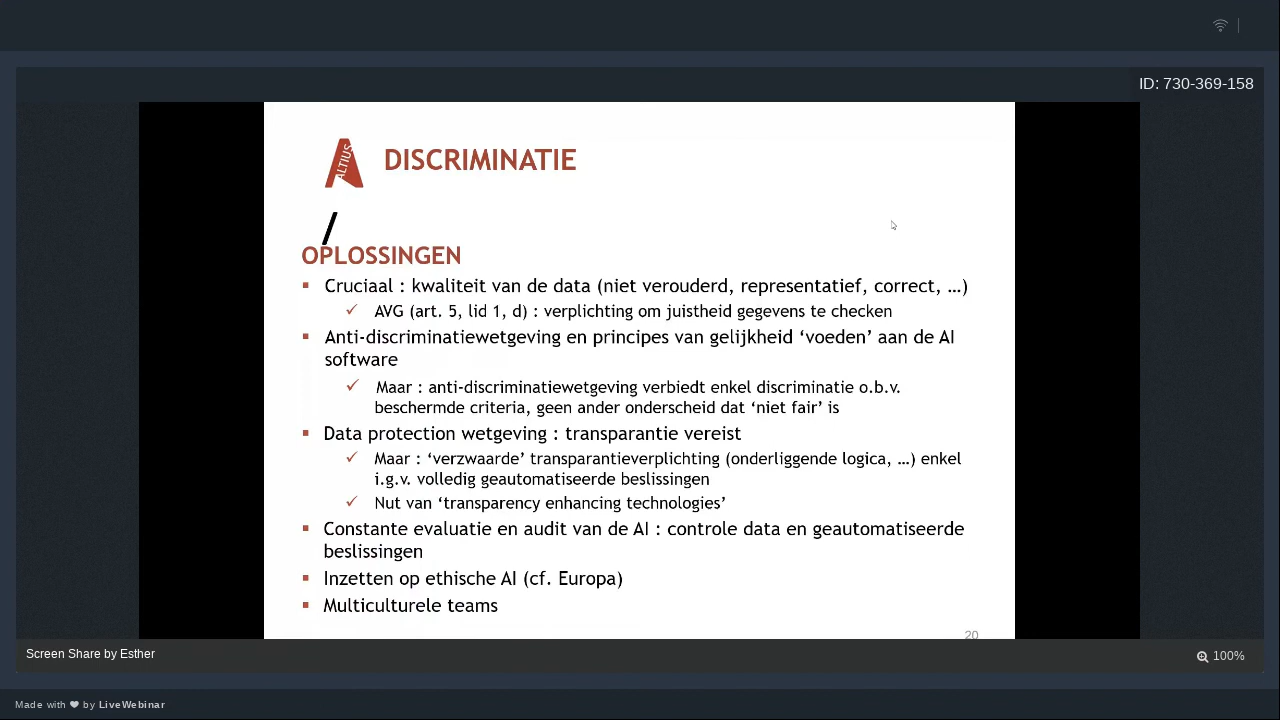 ID: 730-369-158
ALTIUS
DISCRIMINATIE
/
OPLOSSINGEN
▪ Cruciaal : kwaliteit van de data (niet verouderd, representatief, correct, …)
✓ AVG (art. 5, lid 1, d) : verplichting om juistheid gegevens te checken
▪ Anti-discriminatiewetgeving en principes van gelijkheid ‘voeden’ aan de AI
software
✓ Maar : anti-discriminatiewetgeving verbiedt enkel discriminatie o.b.v.
beschermde criteria, geen ander onderscheid dat ‘niet fair’ is
▪ Data protection wetgeving : transparantie vereist
✓ Maar : ‘verzwaarde’ transparantieverplichting (onderliggende logica, …) enkel
i.g.v. volledig geautomatiseerde beslissingen
✓ Nut van ‘transparency enhancing technologies’
▪ Constante evaluatie en audit van de AI : controle data en geautomatiseerde
beslissingen
▪ Inzetten op ethische AI (cf. Europa)
▪ Multiculturele teams
20
Screen Share by Esther
100%
Made with ♥ by LiveWebinar